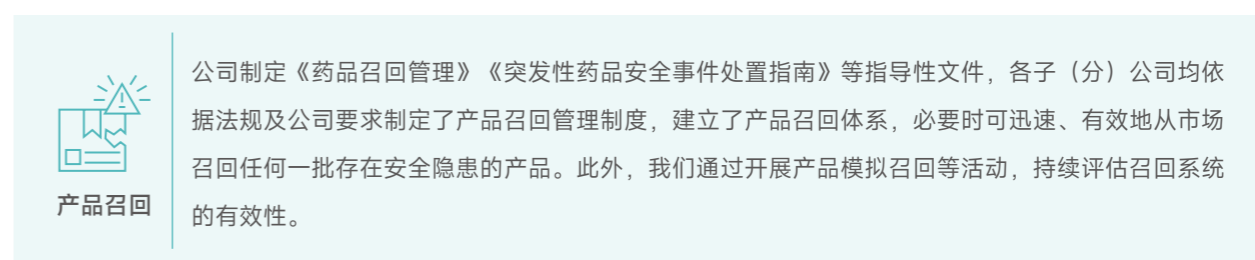 公司制定《药品召回管理》《突发性药品安全事件处置指南》等指导性文件，各子（分）公司均依
据法规及公司要求制定了产品召回管理制度，建立了产品召回体系，必要时可迅速、有效地从市场
召回任何一批存在安全隐患的产品。此外，我们通过开展产品模拟召回等活动，持续评估召回系统
的有效性。
产品召回